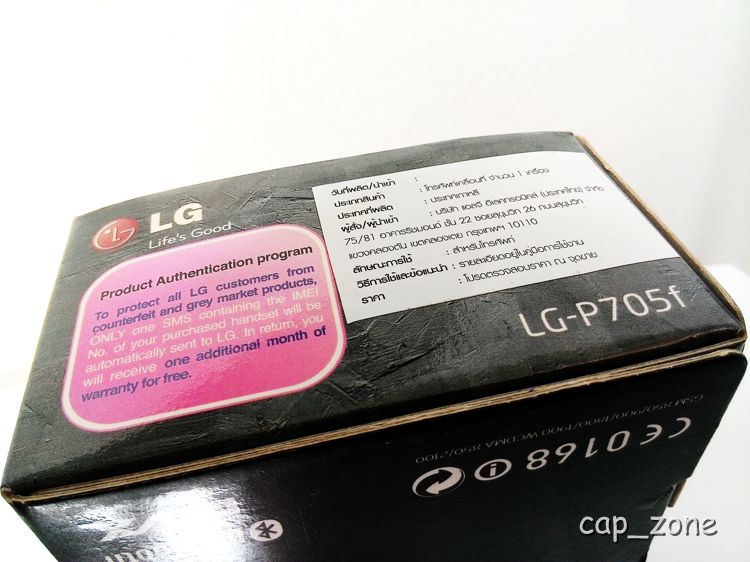 LG
Life's Good
Product Authentication program
To protect all LG customers from
counterfeit and grey market products,
ONLY one SMS containing the IMEI
No. of your purchased handset will be
automatically sent to LG. In return, you
will receive one additional month of
warranty for free.
วันที่ผลิต/นำเข้า :
ประเภทสินค้า : โทรศัพท์เคลื่อนที่ จำนวน 1 เครื่อง
ประเทศที่ผลิต : ประเทศเกาหลี
ผู้สั่ง/ผู้นำเข้า : บริษัท แอลจี อีเลคทรอนิคส์ (ประเทศไทย) จำกัด
75/81 อาคารริชมอนด์ ชั้น 22 ซอยสุขุมวิท 26 ถนนสุขุมวิท
แขวงคลองตัน เขตคลองเตย กรุงเทพฯ 10110
ลักษณะการใช้ : สำหรับโทรศัพท์
วิธีการใช้และข้อแนะนำ : รายละเอียดอยู่ในคู่มือการใช้งาน
ราคา : โปรดตรวจสอบราคา ณ จุดขาย
LG-P705f
GSM 850/900/1800/1900 WCDMA 850/2100
CE0168
cap_zone